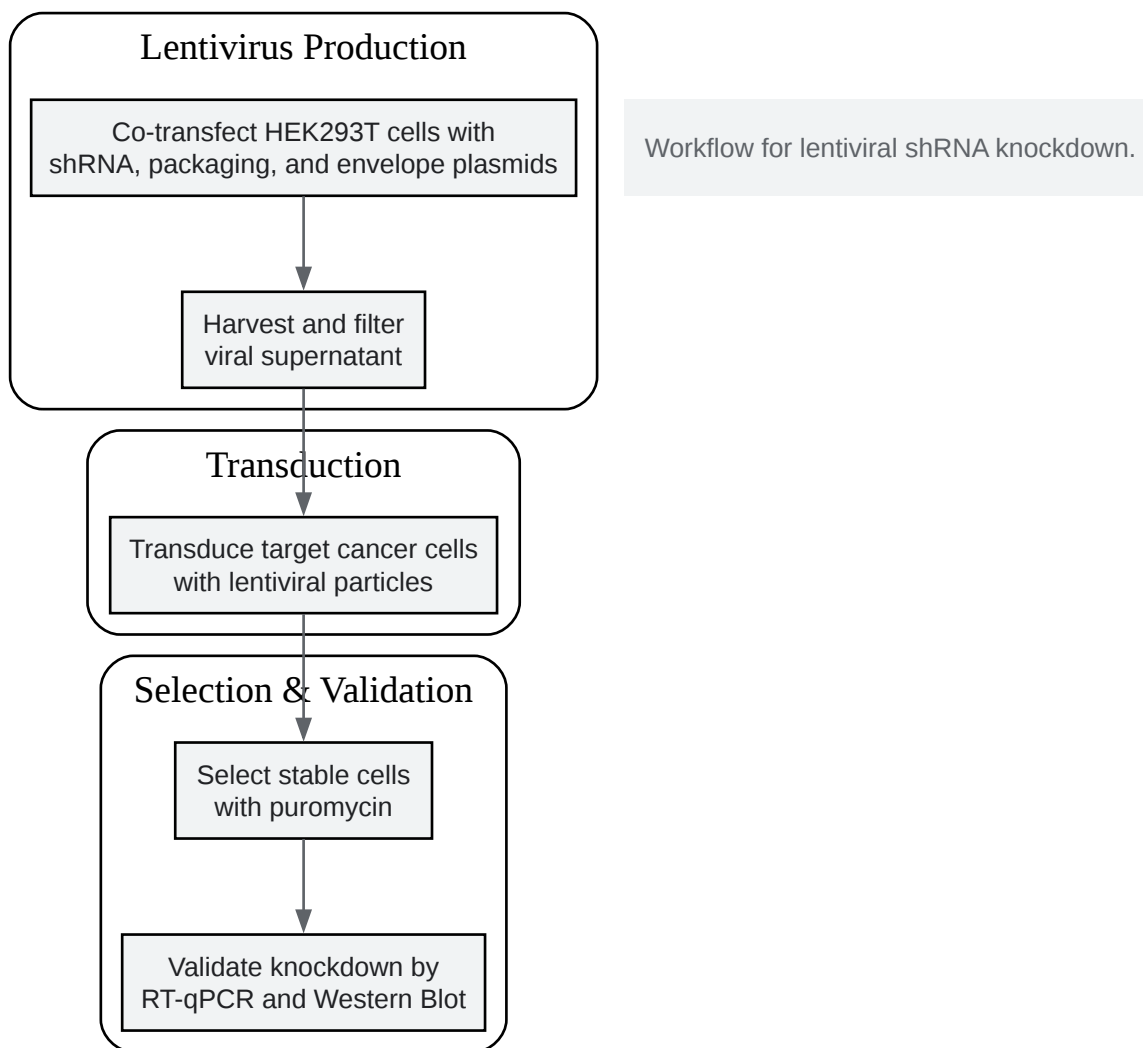 Lentivirus Production
Co-transfect HEK293T cells with
shRNA, packaging, and envelope plasmids
Workflow for lentiviral shRNA knockdown.
Harvest and filter
viral supernatant
Transduction
Transduce target cancer cells
with lentiviral particles
Selection & Validation
Select stable cells
with puromycin
Validate knockdown by
RT-qPCR and Western Blot